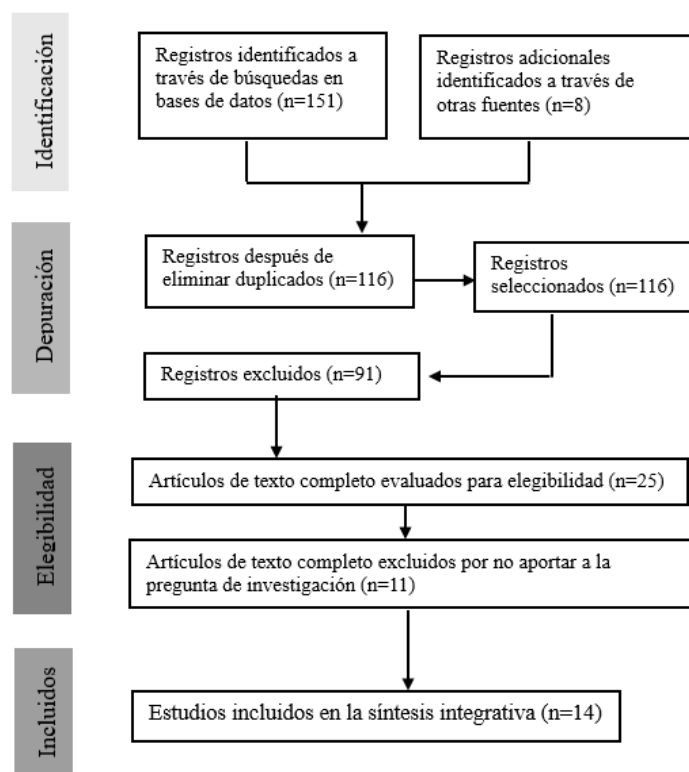 Identificación
Registros identificados a
través de búsquedas en
bases de datos (n=151)
Registros adicionales
identificados a través de
otras fuentes (n=8)
Depuración
Registros después de
eliminar duplicados (n=116)
Registros
seleccionados (n=116)
Registros excluidos (n=91)
Elegibilidad
Artículos de texto completo evaluados para elegibilidad (n=25)
Artículos de texto completo excluidos por no aportar a la
pregunta de investigación (n=11)
Incluidos
Estudios incluidos en la síntesis integrativa (n=14)